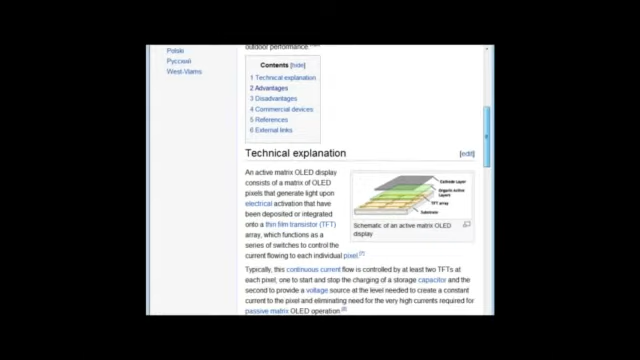 outdoor performance.
Polski
Русский
West-Vlams
Contents [hide]
1 Technical explanation
2 Advantages
3 Disadvantages
4 Commercial devices
5 References
6 External links
Technical explanation [edit]
An active matrix OLED display
consists of a matrix of OLED
pixels that generate light upon
electrical activation that have
been deposited or integrated
onto a thin film transistor (TFT)
array, which functions as a
series of switches to control the
current flowing to each individual pixel.[7]
Cathode Layer
Organic Active
Layers
TFT array
Substrate
Schematic of an active matrix OLED
display
Typically, this continuous current flow is controlled by at least two TFTs at
each pixel, one to start and stop the charging of a storage capacitor and
the second to provide a voltage source at the level needed to create a constant
current to the pixel and eliminating need for the very high currents required for
passive matrix OLED operation.[8]